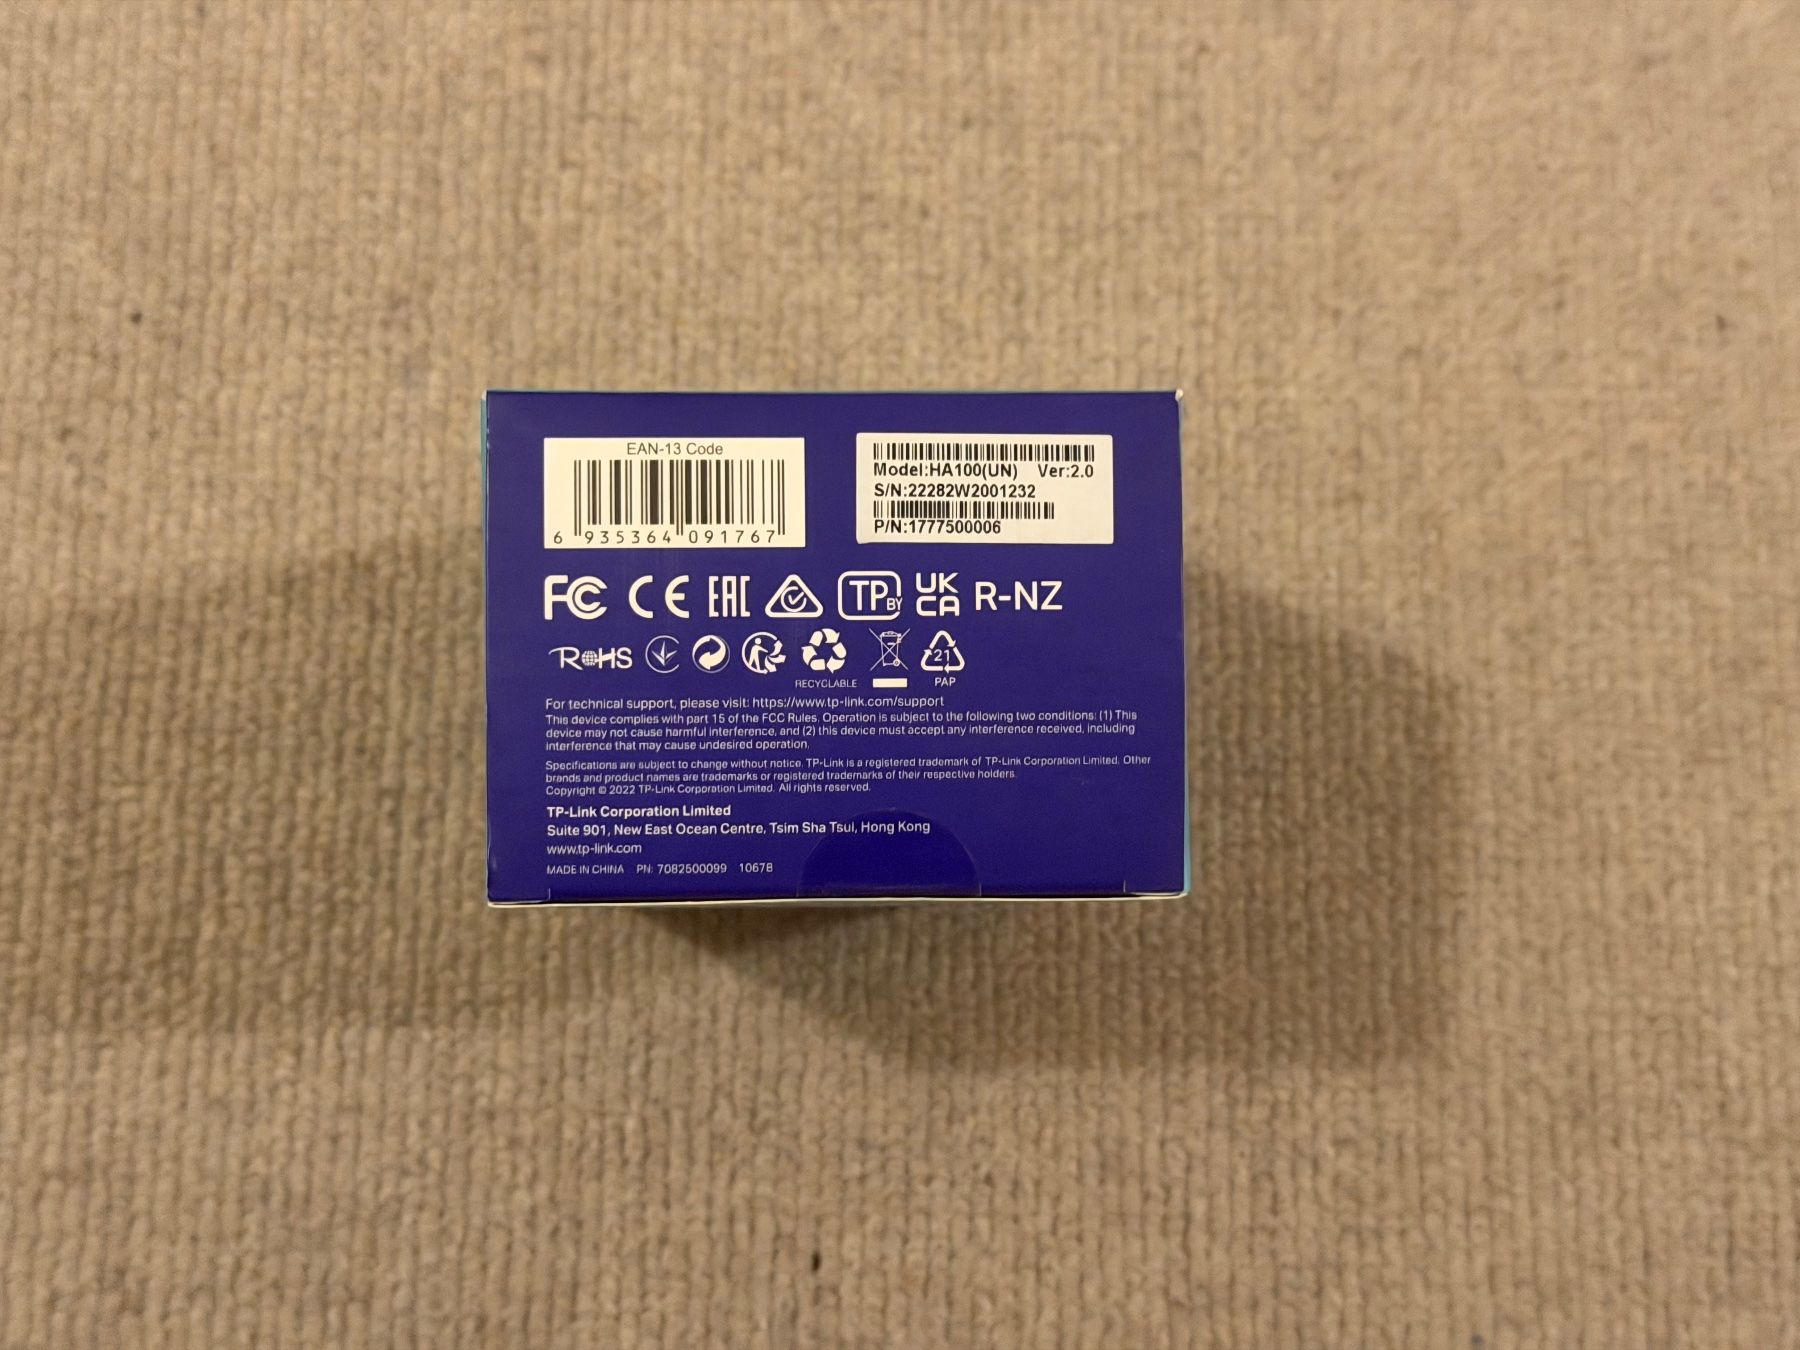 EAN-13 Code
6 935364 091767
Model:HA100(UN) Ver:2.0
S/N:22282W2001232
P/N:1777500006
FC CE EAC TP BY UK CA R-NZ
RoHS
RECYCLABLE
21
PAP
For technical support, please visit: https://www.tp-link.com/support
This device complies with part 15 of the FCC Rules. Operation is subject to the following two conditions: (1) This
device may not cause harmful interference, and (2) this device must accept any interference received, including
interference that may cause undesired operation.
Specifications are subject to change without notice. TP-Link is a registered trademark of TP-Link Corporation Limited. Other
brands and product names are trademarks or registered trademarks of their respective holders.
Copyright © 2022 TP-Link Corporation Limited. All rights reserved.
TP-Link Corporation Limited
Suite 901, New East Ocean Centre, Tsim Sha Tsui, Hong Kong
www.tp-link.com
MADE IN CHINA PN: 7082500099 10678